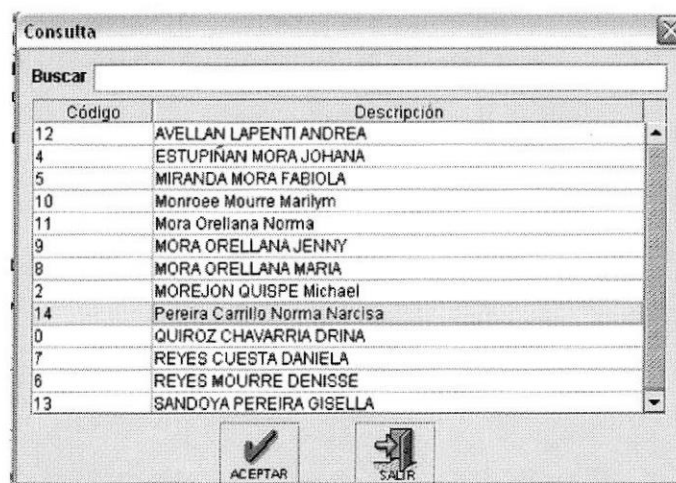 Consulta
Buscar
Código Descripción
12 AVELLAN LAPENTI ANDREA
4 ESTUPIÑAN MORA JOHANA
5 MIRANDA MORA FABIOLA
10 Monroee Mourre Marilym
11 Mora Orellana Norma
9 MORA ORELLANA JENNY
8 MORA ORELLANA MARIA
2 MOREJON QUISPE Michael
14 Pereira Carrillo Norma Narcisa
0 QUIROZ CHAVARRIA DRINA
7 REYES CUESTA DANIELA
6 REYES MOURRE DENISSE
13 SANDOYA PEREIRA GISELLA
ACEPTAR SALIR